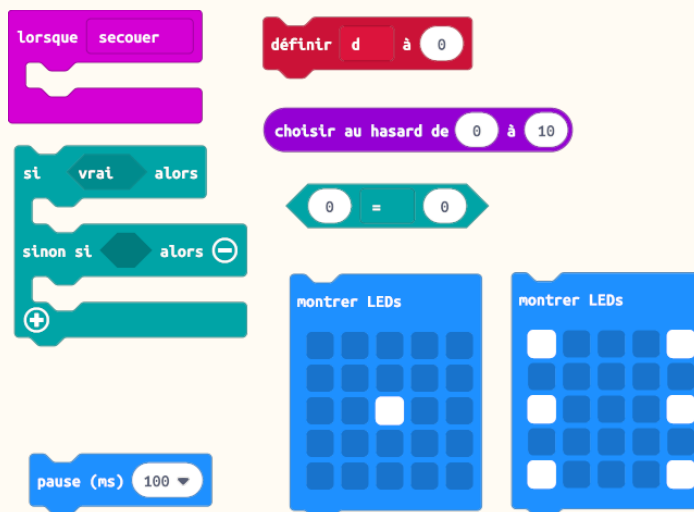 lorsque secouer
définir d à 0
choisir au hasard de 0 à 10
si vrai alors
sinon si alors
0 = 0
montrer LEDs
montrer LEDs
pause (ms) 100